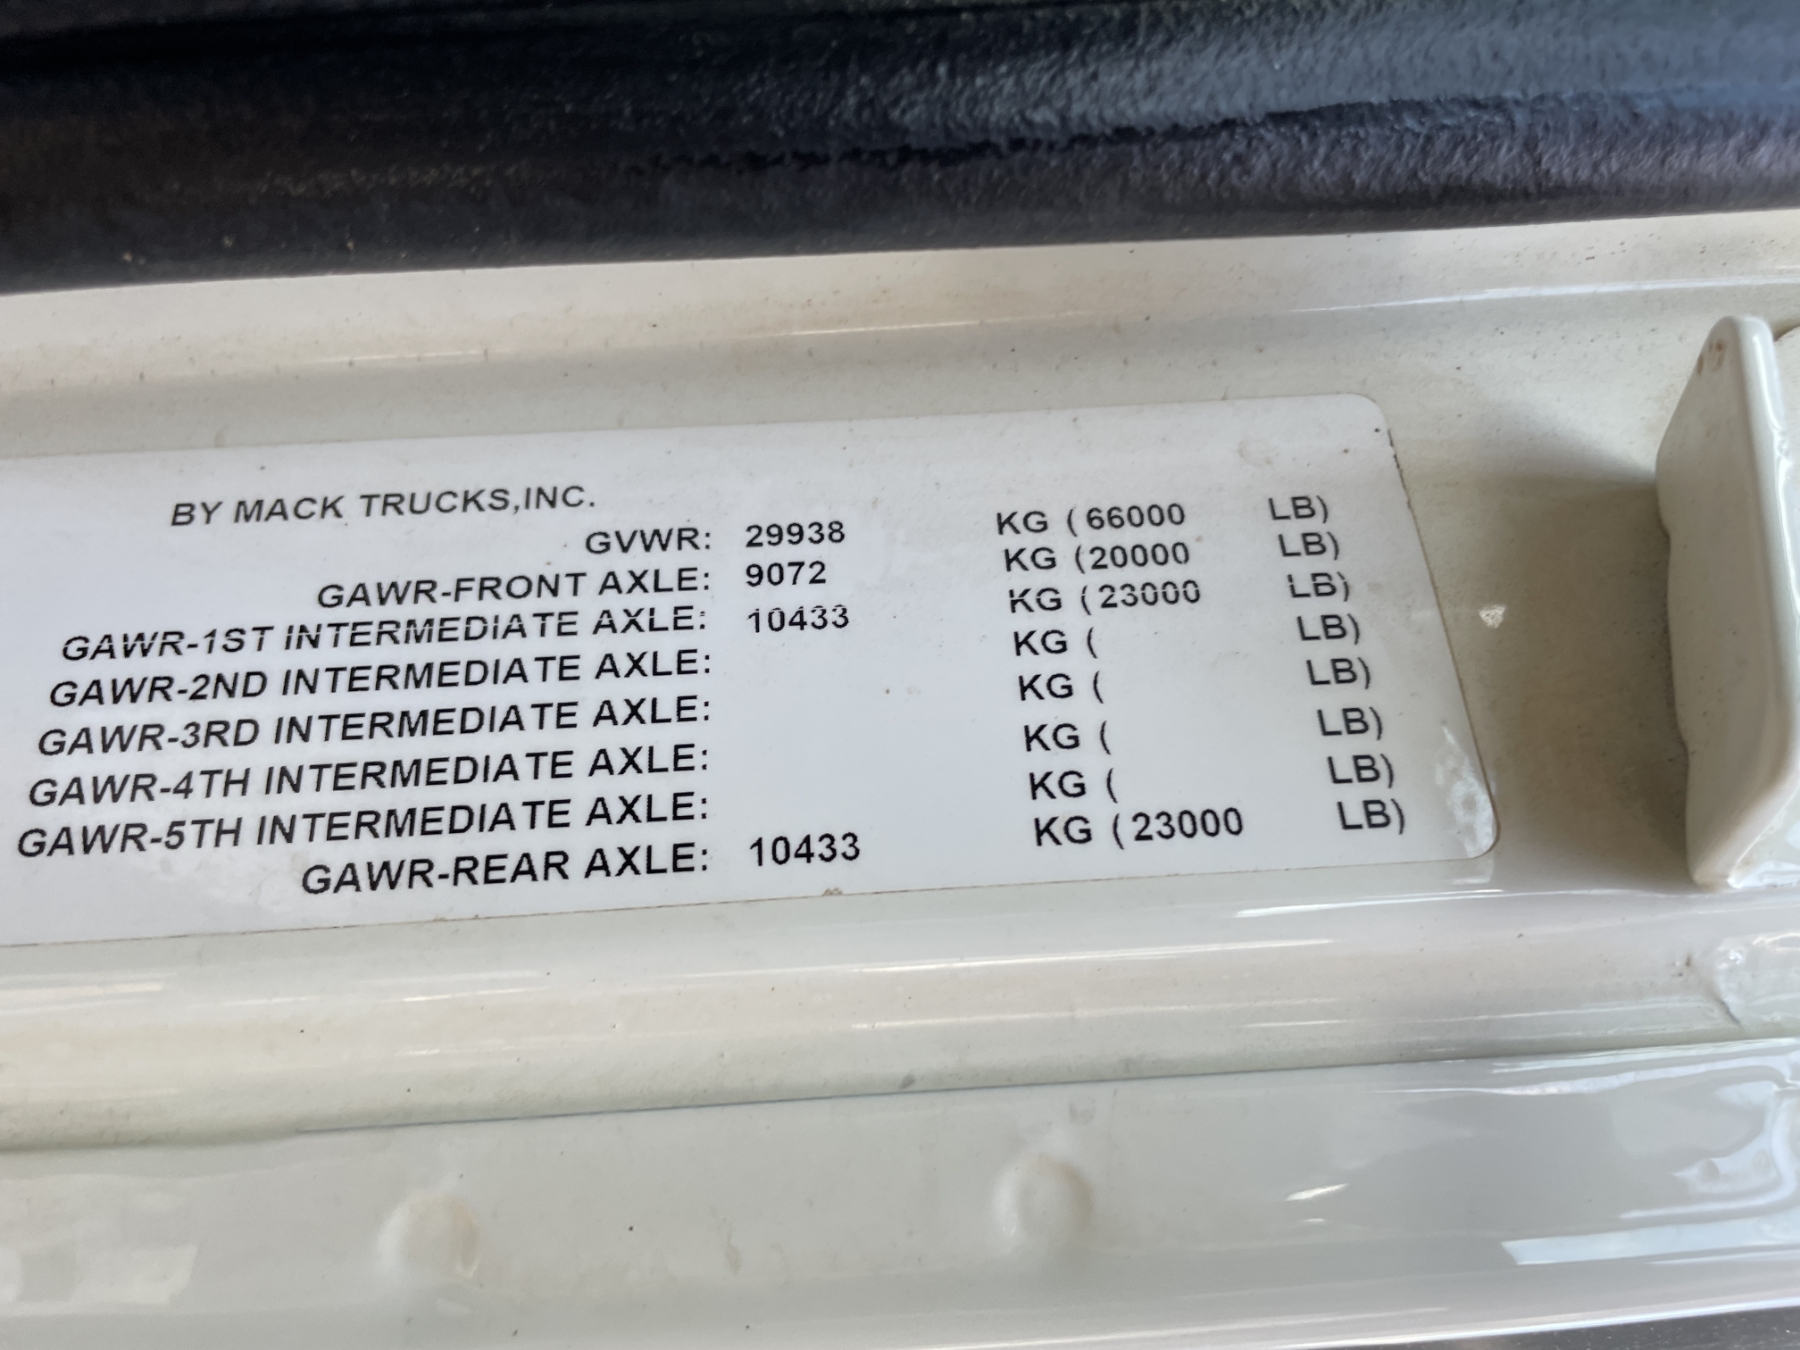 BY MACK TRUCKS,INC.
GVWR: 29938 KG (66000 LB)
GAWR-FRONT AXLE: 9072 KG (20000 LB)
GAWR-1ST INTERMEDIATE AXLE: 10433 KG (23000 LB)
GAWR-2ND INTERMEDIATE AXLE: KG ( LB)
GAWR-3RD INTERMEDIATE AXLE: KG ( LB)
GAWR-4TH INTERMEDIATE AXLE: KG ( LB)
GAWR-5TH INTERMEDIATE AXLE: KG ( LB)
GAWR-REAR AXLE: 10433 KG (23000 LB)